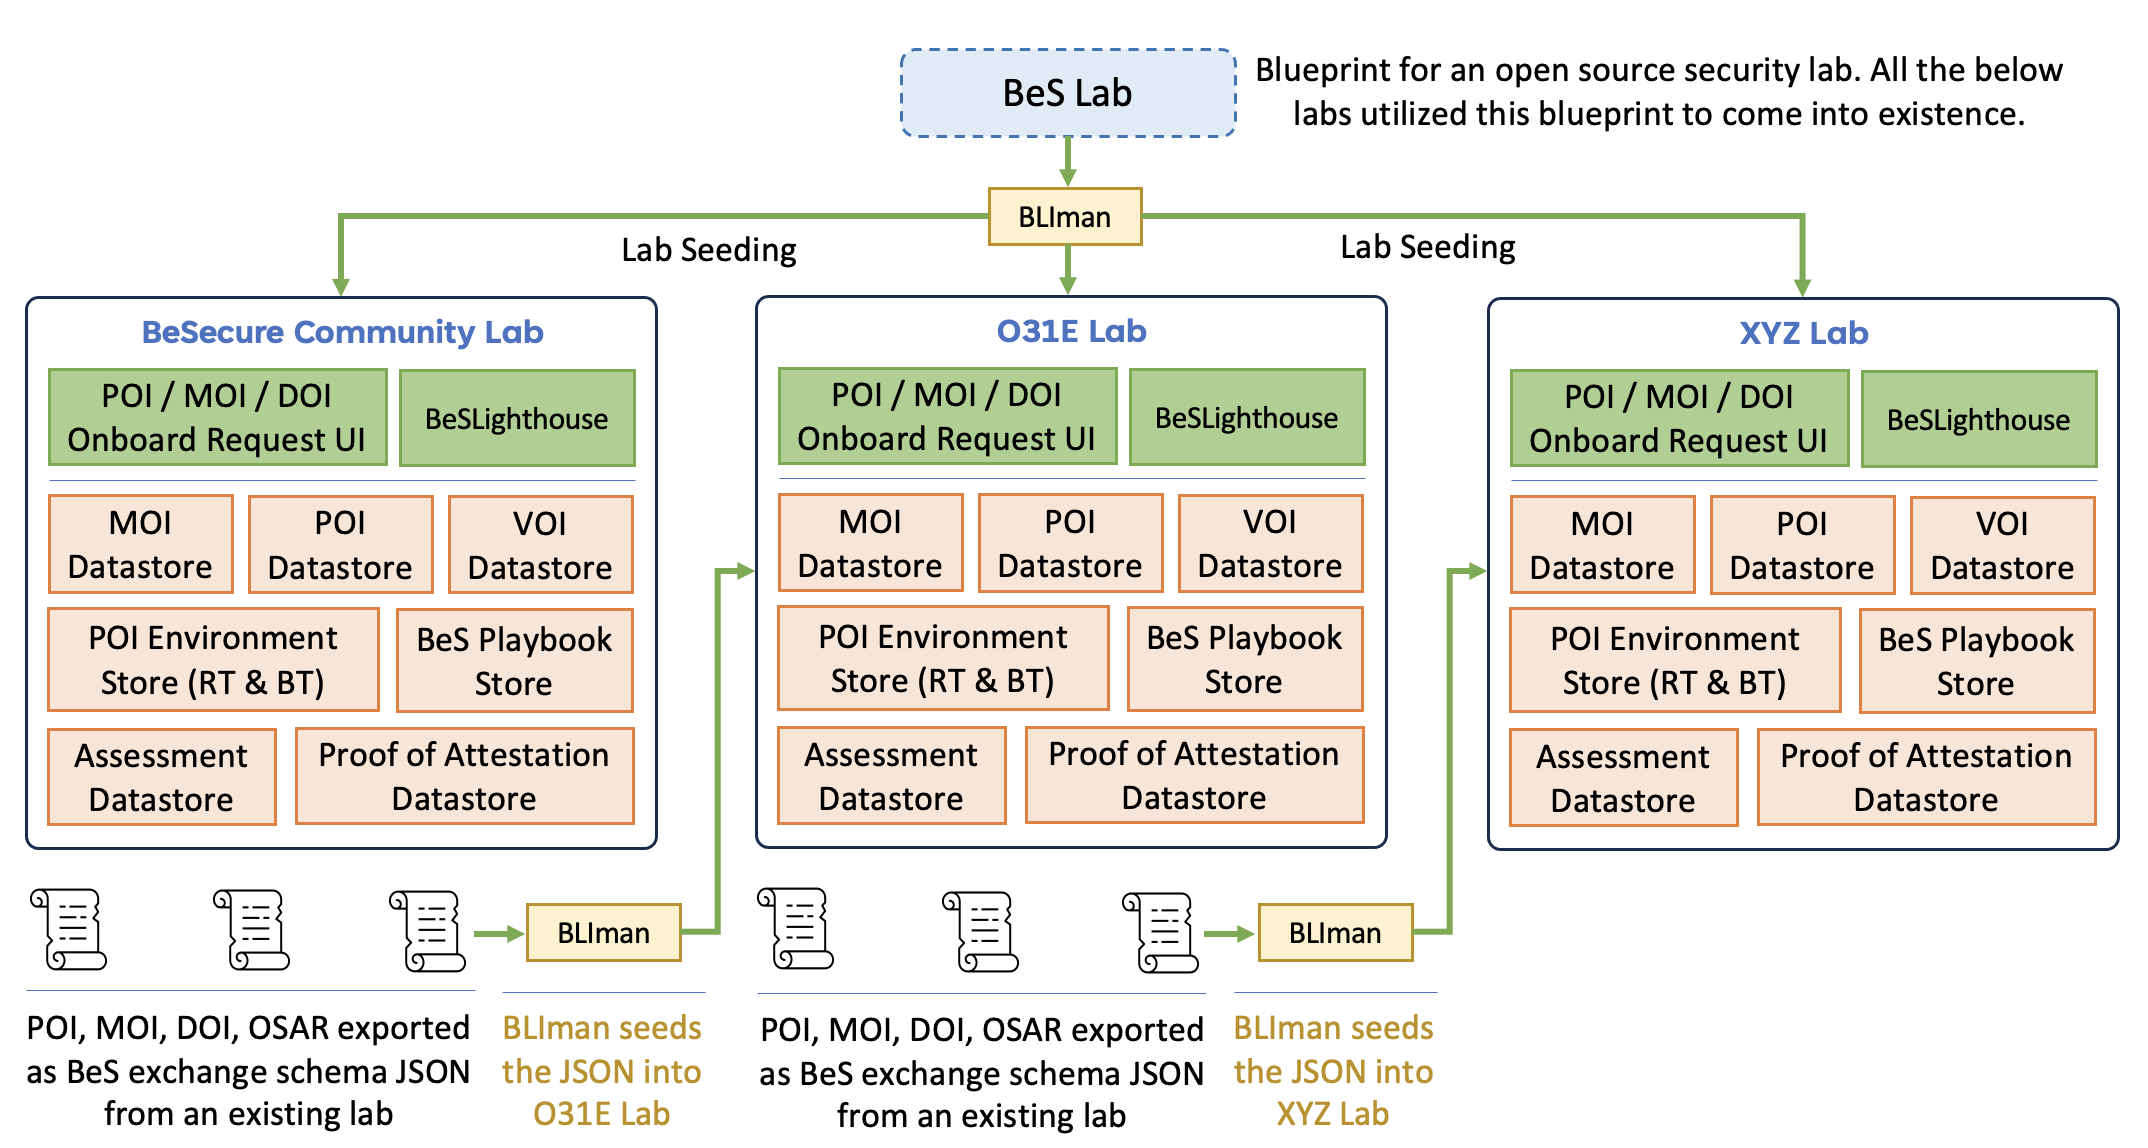 BeS Lab
Blueprint for an open source security lab. All the below
labs utilized this blueprint to come into existence.
BLIman
Lab Seeding
Lab Seeding
BeSecure Community Lab
POI / MOI / DOI
Onboard Request UI
BeSLighthouse
MOI
Datastore
POI
Datastore
VOI
Datastore
POI Environment
Store (RT & BT)
BeS Playbook
Store
Assessment
Datastore
Proof of Attestation
Datastore
O31E Lab
POI / MOI / DOI
Onboard Request UI
BeSLighthouse
MOI
Datastore
POI
Datastore
VOI
Datastore
POI Environment
Store (RT & BT)
BeS Playbook
Store
Assessment
Datastore
Proof of Attestation
Datastore
XYZ Lab
POI / MOI / DOI
Onboard Request UI
BeSLighthouse
MOI
Datastore
POI
Datastore
VOI
Datastore
POI Environment
Store (RT & BT)
BeS Playbook
Store
Assessment
Datastore
Proof of Attestation
Datastore
BLIman
BLIman
POI, MOI, DOI, OSAR exported
as BeS exchange schema JSON
from an existing lab
BLIman seeds
the JSON into
O31E Lab
POI, MOI, DOI, OSAR exported
as BeS exchange schema JSON
from an existing lab
BLIman seeds
the JSON into
XYZ Lab